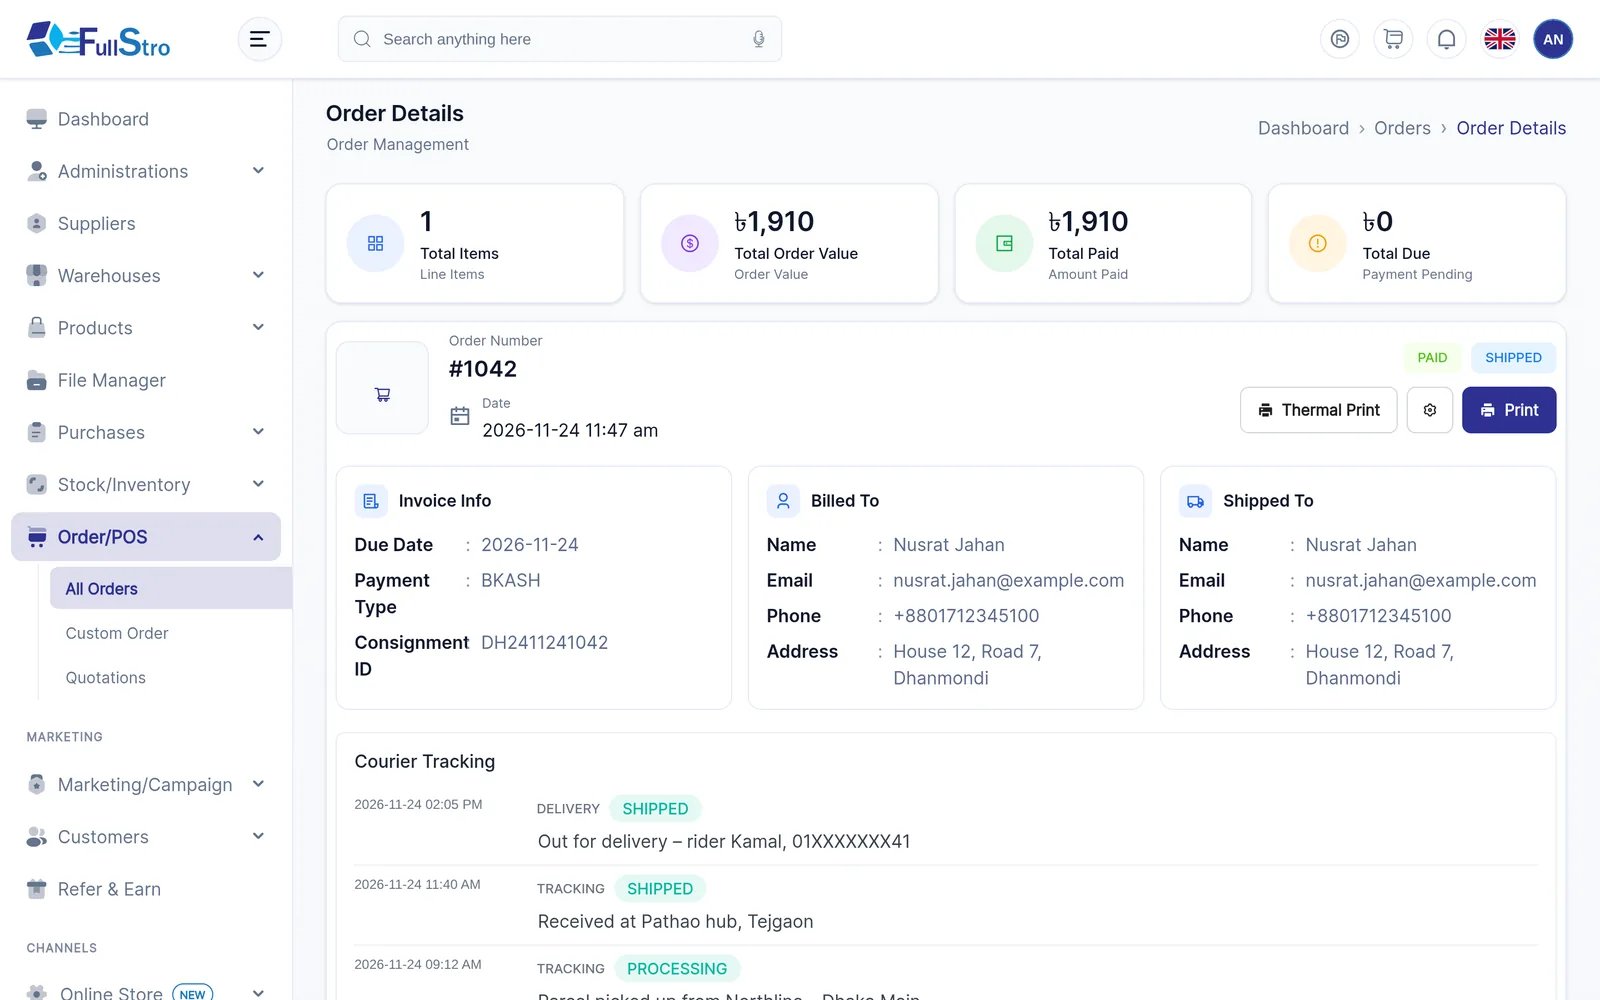 FullStro
Search anything here
AN
Dashboard
Administrations
Suppliers
Warehouses
Products
File Manager
Purchases
Stock/Inventory
Order/POS
All Orders
Custom Order
Quotations
MARKETING
Marketing/Campaign
Customers
Refer & Earn
CHANNELS
Online Store NEW
Order Details
Order Management
Dashboard › Orders › Order Details
1
Total Items
Line Items
৳1,910
Total Order Value
Order Value
৳1,910
Total Paid
Amount Paid
৳0
Total Due
Payment Pending
Order Number
#1042
Date
2026-11-24 11:47 am
PAID SHIPPED
Thermal Print
Print
Invoice Info
Due Date : 2026-11-24
Payment : BKASH
Type
Consignment DH2411241042
ID
Billed To
Name : Nusrat Jahan
Email : nusrat.jahan@example.com
Phone : +8801712345100
Address : House 12, Road 7,
Dhanmondi
Shipped To
Name : Nusrat Jahan
Email : nusrat.jahan@example.com
Phone : +8801712345100
Address : House 12, Road 7,
Dhanmondi
Courier Tracking
2026-11-24 02:05 PM DELIVERY SHIPPED
Out for delivery – rider Kamal, 01XXXXXXX41
2026-11-24 11:40 AM TRACKING SHIPPED
Received at Pathao hub, Tejgaon
2026-11-24 09:12 AM TRACKING PROCESSING
Parcel picked up from Northline – Dhaka Main